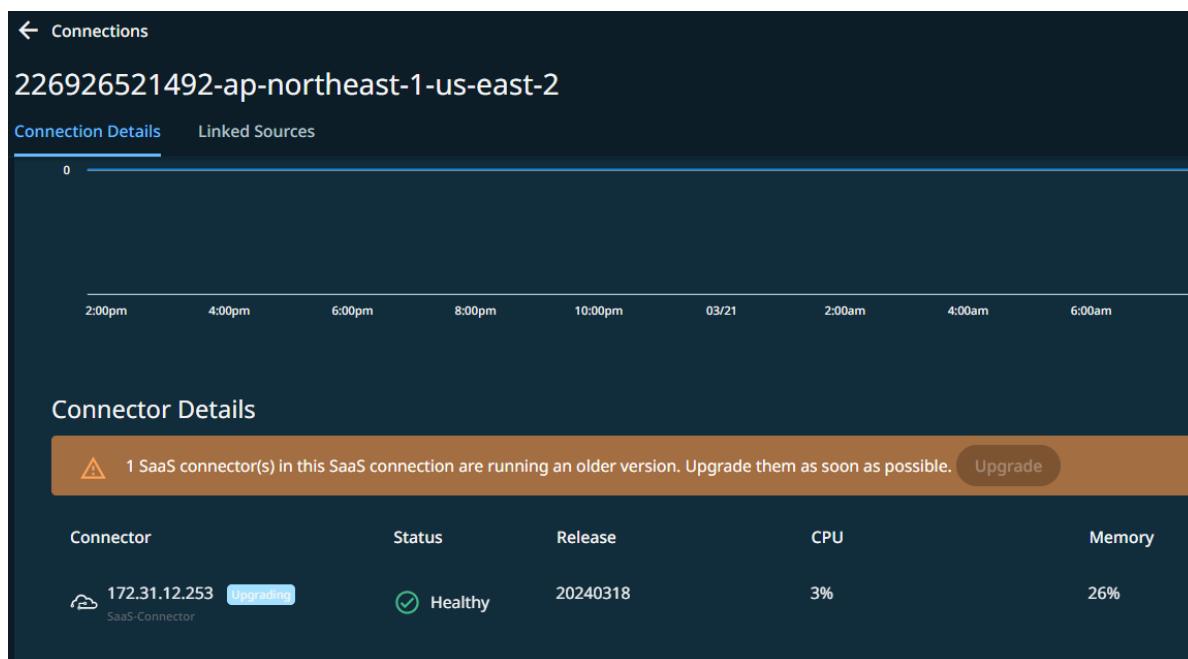 Connections
226926521492-ap-northeast-1-us-east-2
Connection Details Linked Sources
0
2:00pm 4:00pm 6:00pm 8:00pm 10:00pm 03/21 2:00am 4:00am 6:00am
Connector Details
1 SaaS connector(s) in this SaaS connection are running an older version. Upgrade them as soon as possible. Upgrade
Connector Status Release CPU Memory
172.31.12.253 Upgrading Healthy 20240318 3% 26%
SaaS-Connector